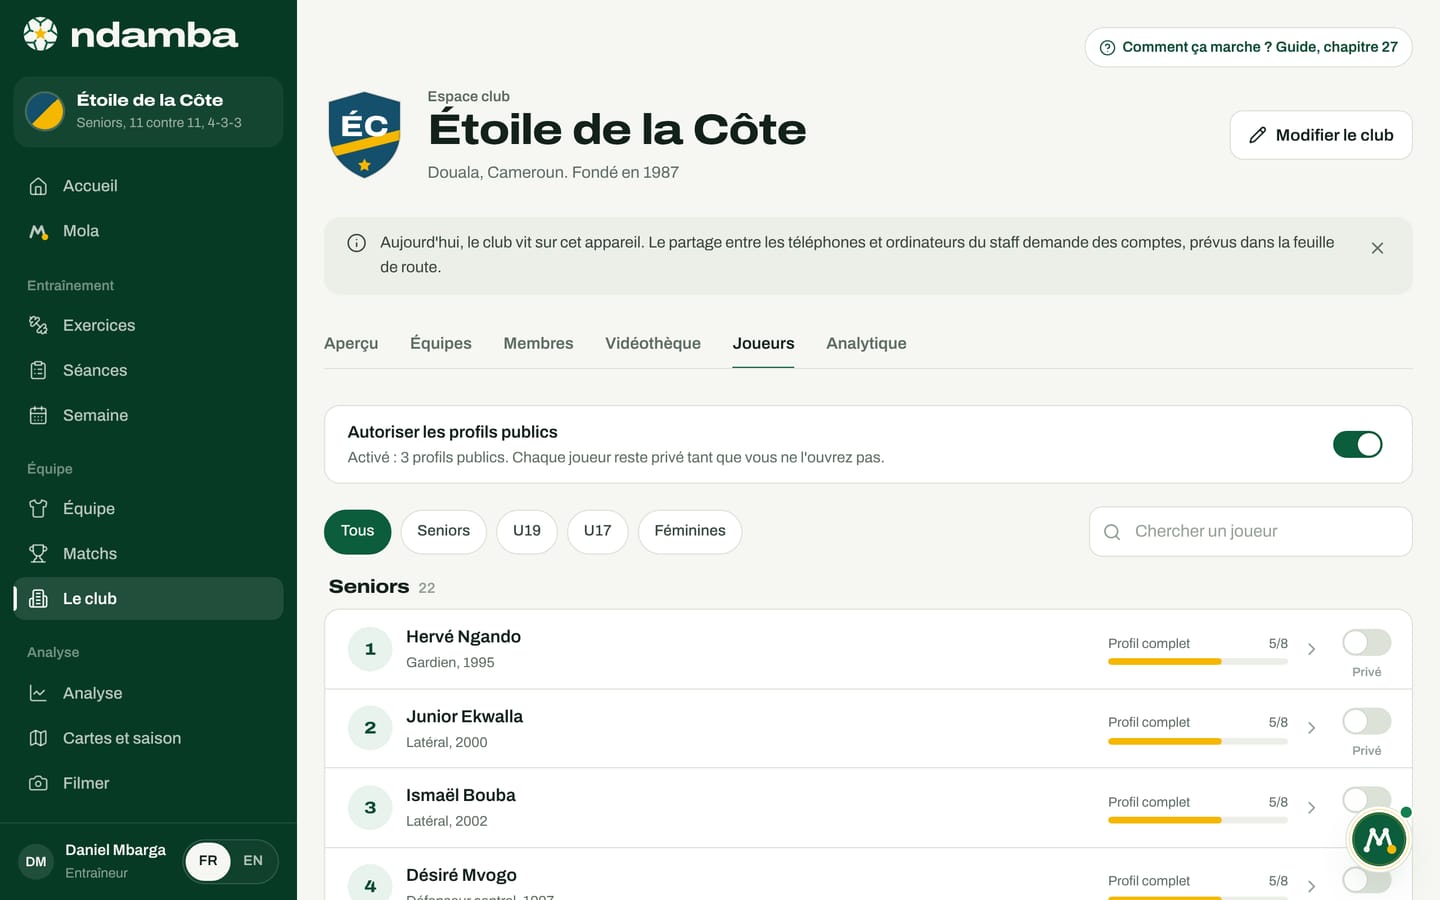 ndamba
Étoile de la Côte
Seniors, 11 contre 11, 4-3-3
Accueil
Mola
Entraînement
Exercices
Séances
Semaine
Équipe
Équipe
Matchs
Le club
Analyse
Analyse
Cartes et saison
Filmer
DM
Daniel Mbarga
Entraîneur
FR
EN
Comment ça marche ? Guide, chapitre 27
ÉC
Espace club
Étoile de la Côte
Douala, Cameroun. Fondé en 1987
Modifier le club
Aujourd'hui, le club vit sur cet appareil. Le partage entre les téléphones et ordinateurs du staff demande des comptes, prévus dans la feuille
de route.
Aperçu
Équipes
Membres
Vidéothèque
Joueurs
Analytique
Autoriser les profils publics
Activé : 3 profils publics. Chaque joueur reste privé tant que vous ne l'ouvrez pas.
Tous
Seniors
U19
U17
Féminines
Chercher un joueur
Seniors 22
1
Hervé Ngando
Gardien, 1995
Profil complet 5/8
Privé
2
Junior Ekwalla
Latéral, 2000
Profil complet 5/8
Privé
3
Ismaël Bouba
Latéral, 2002
Profil complet 5/8
4
Désiré Mvogo
Profil complet 5/8